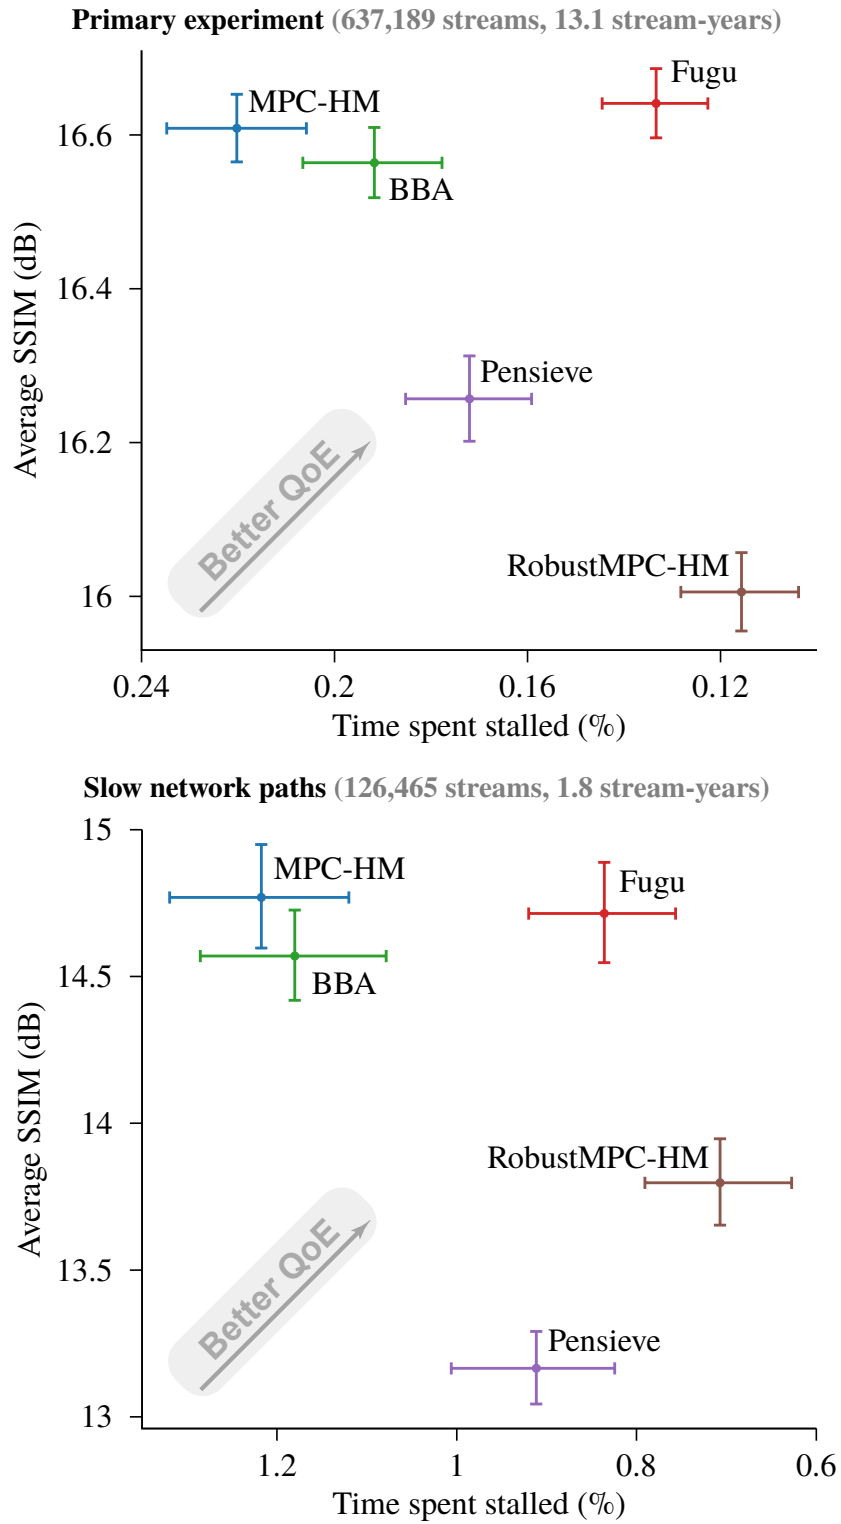 Primary experiment (637,189 streams, 13.1 stream-years)
Fugu
MPC-HM
16.6
BBA
Average SSIM (dB)
16.4
Pensieve
16.2
Better QoE
RobustMPC-HM
16
0.24 0.2 0.16 0.12
Time spent stalled (%)
Slow network paths (126,465 streams, 1.8 stream-years)
15
MPC-HM
Fugu
14.5
BBA
Average SSIM (dB)
14
RobustMPC-HM
13.5
Better QoE
Pensieve
13
1.2 1 0.8 0.6
Time spent stalled (%)